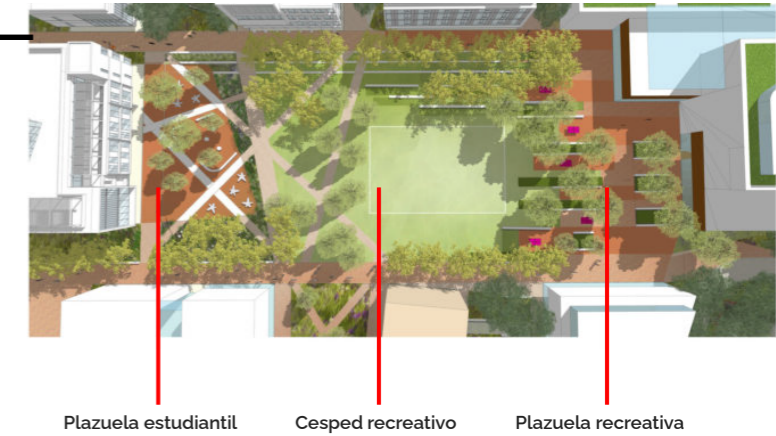 Plazuela estudiantil
Cesped recreativo
Plazuela recreativa